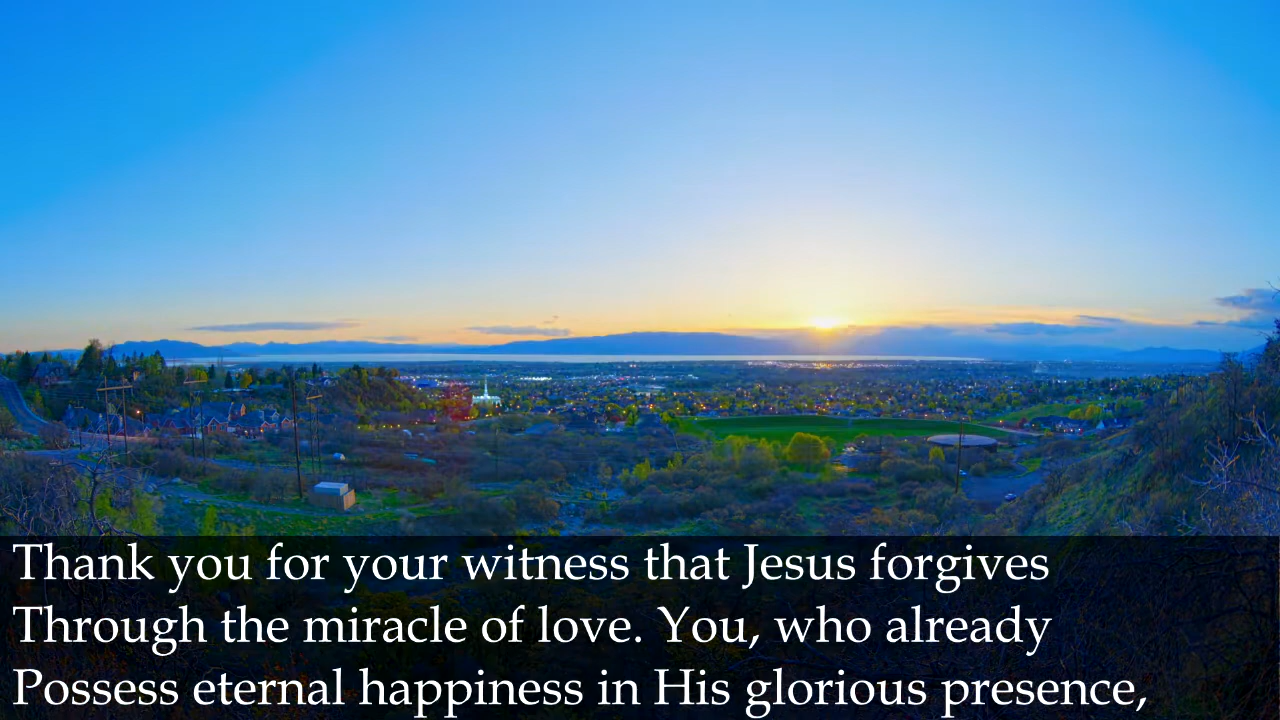 Thank you for your witness that Jesus forgives
Through the miracle of love. You, who already
Possess eternal happiness in His glorious presence,